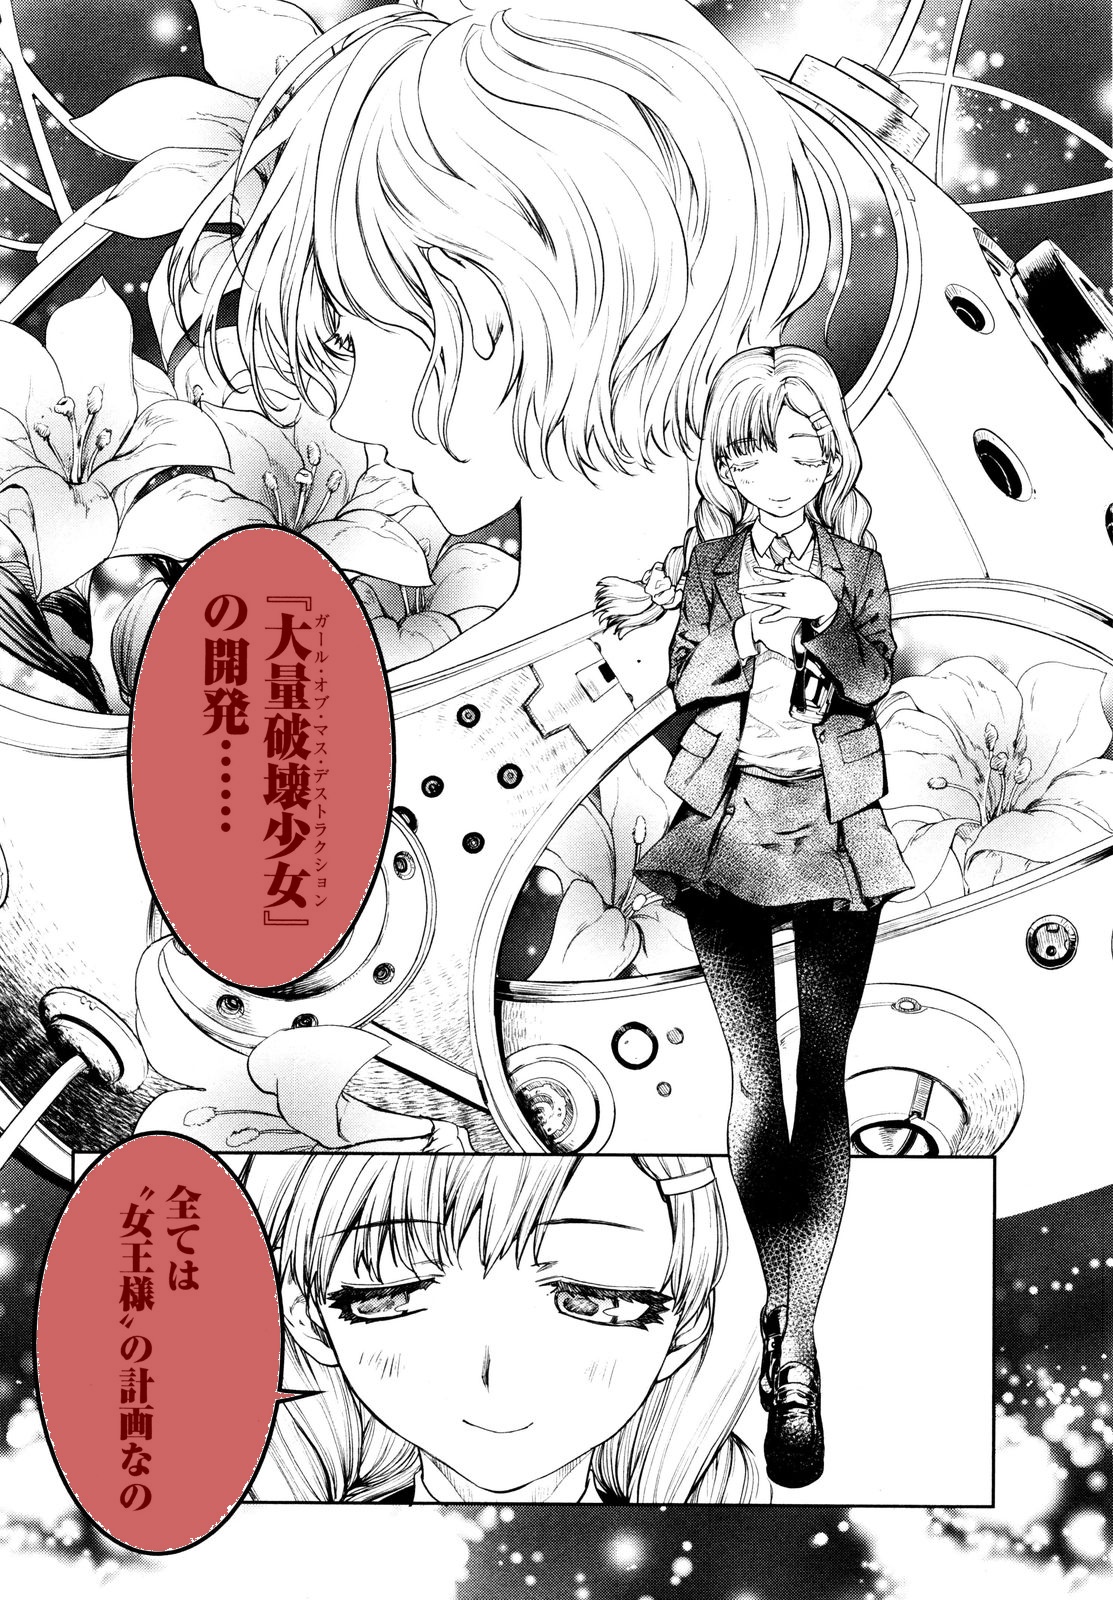 『大量破壊少女』
ガール・オブ・マス・デストラクション
の開発……
全ては
〝女王様〟の計画なの